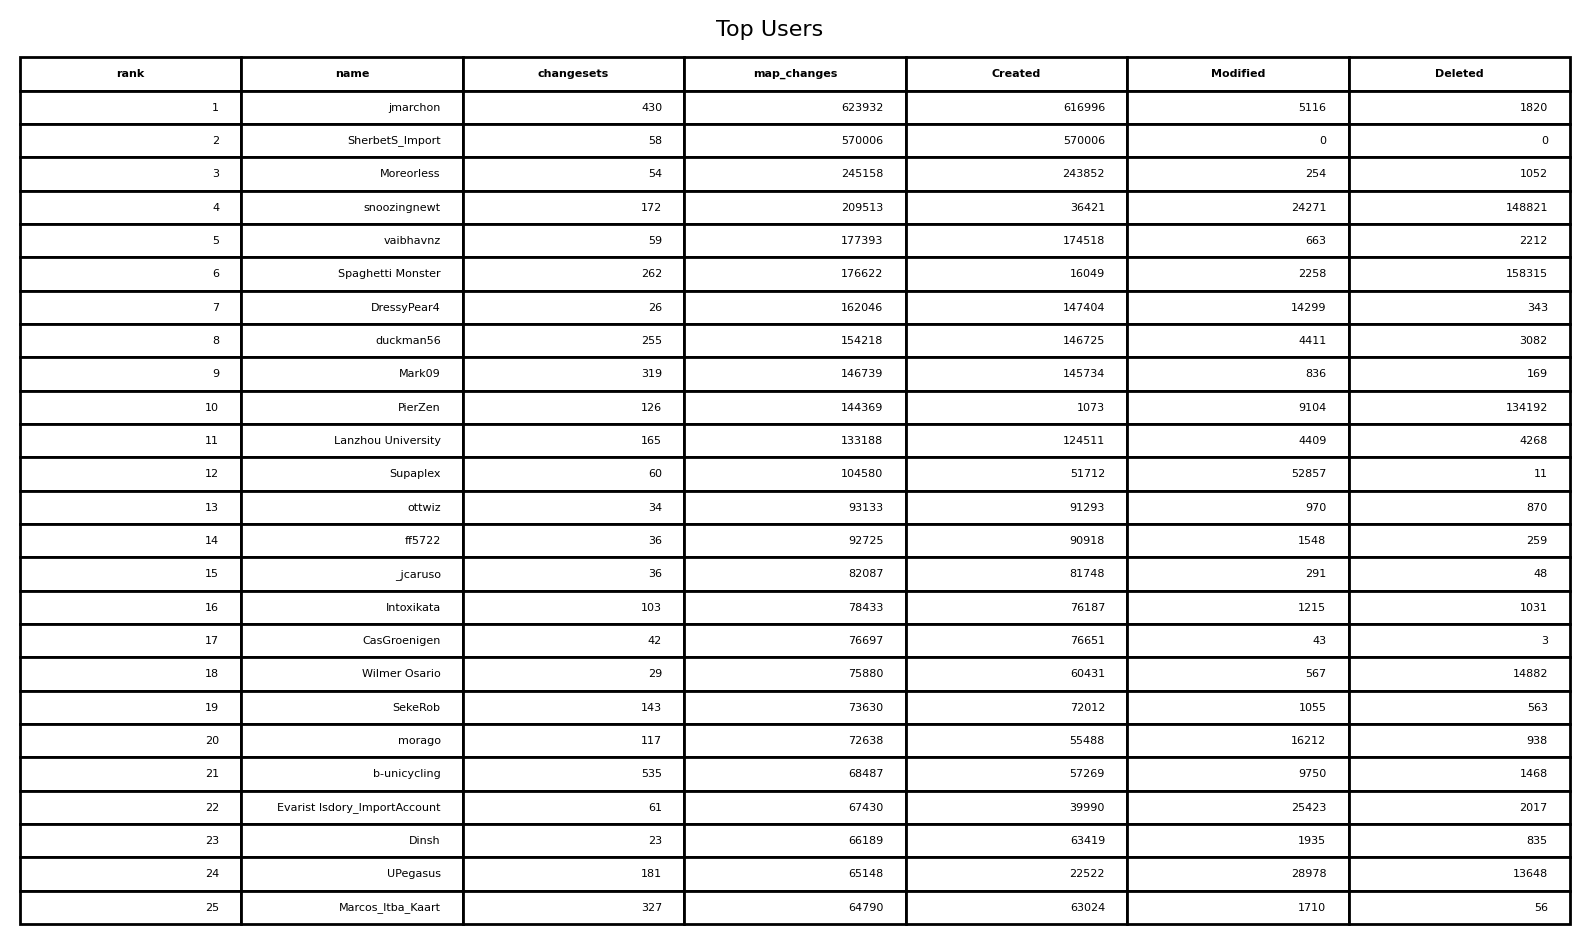 Top Users
rank name changesets map_changes Created Modified Deleted
1 jmarchon 430 623932 616996 5116 1820
2 SherbetS_Import 58 570006 570006 0 0
3 Moreorless 54 245158 243852 254 1052
4 snoozingnewt 172 209513 36421 24271 148821
5 vaibhavnz 59 177393 174518 663 2212
6 Spaghetti Monster 262 176622 16049 2258 158315
7 DressyPear4 26 162046 147404 14299 343
8 duckman56 255 154218 146725 4411 3082
9 Mark09 319 146739 145734 836 169
10 PierZen 126 144369 1073 9104 134192
11 Lanzhou University 165 133188 124511 4409 4268
12 Supaplex 60 104580 51712 52857 11
13 ottwiz 34 93133 91293 970 870
14 ff5722 36 92725 90918 1548 259
15 _jcaruso 36 82087 81748 291 48
16 Intoxikata 103 78433 76187 1215 1031
17 CasGroenigen 42 76697 76651 43 3
18 Wilmer Osario 29 75880 60431 567 14882
19 SekeRob 143 73630 72012 1055 563
20 morago 117 72638 55488 16212 938
21 b-unicycling 535 68487 57269 9750 1468
22 Evarist Isdory_ImportAccount 61 67430 39990 25423 2017
23 Dinsh 23 66189 63419 1935 835
24 UPegasus 181 65148 22522 28978 13648
25 Marcos_Itba_Kaart 327 64790 63024 1710 56